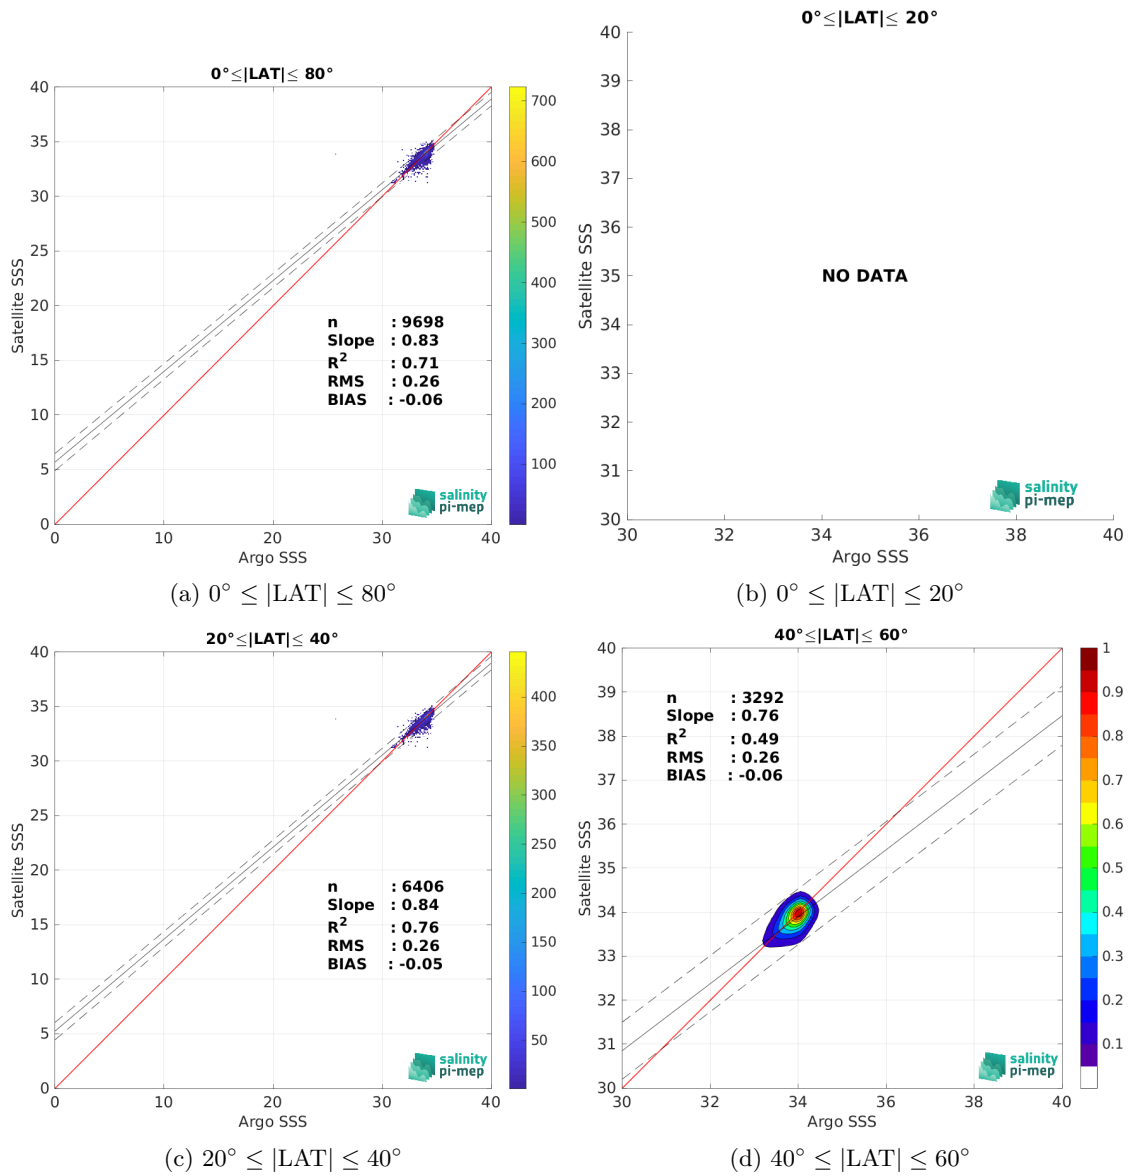 0°≤|LAT|≤ 80°
40
35
30
25
20
15
10
5
0
Satellite SSS
0
10
20
30
40
Argo SSS
n : 9698
Slope : 0.83
R² : 0.71
RMS : 0.26
BIAS : -0.06
salinity
pi-mep
700
600
500
400
300
200
100
(a) 0° ≤ |LAT| ≤ 80°
0°≤|LAT|≤ 20°
40
39
38
37
36
35
34
33
32
31
30
Satellite SSS
NO DATA
30
32
34
36
38
40
Argo SSS
salinity
pi-mep
(b) 0° ≤ |LAT| ≤ 20°
20°≤|LAT|≤ 40°
40
35
30
25
20
15
10
5
0
Satellite SSS
0
10
20
30
40
Argo SSS
n : 6406
Slope : 0.84
R² : 0.76
RMS : 0.26
BIAS : -0.05
salinity
pi-mep
400
350
300
250
200
150
100
50
(c) 20° ≤ |LAT| ≤ 40°
40°≤|LAT|≤ 60°
40
39
38
37
36
35
34
33
32
31
30
Satellite SSS
30
32
34
36
38
40
Argo SSS
n : 3292
Slope : 0.76
R² : 0.49
RMS : 0.26
BIAS : -0.06
salinity
pi-mep
1
0.9
0.8
0.7
0.6
0.5
0.4
0.3
0.2
0.1
(d) 40° ≤ |LAT| ≤ 60°